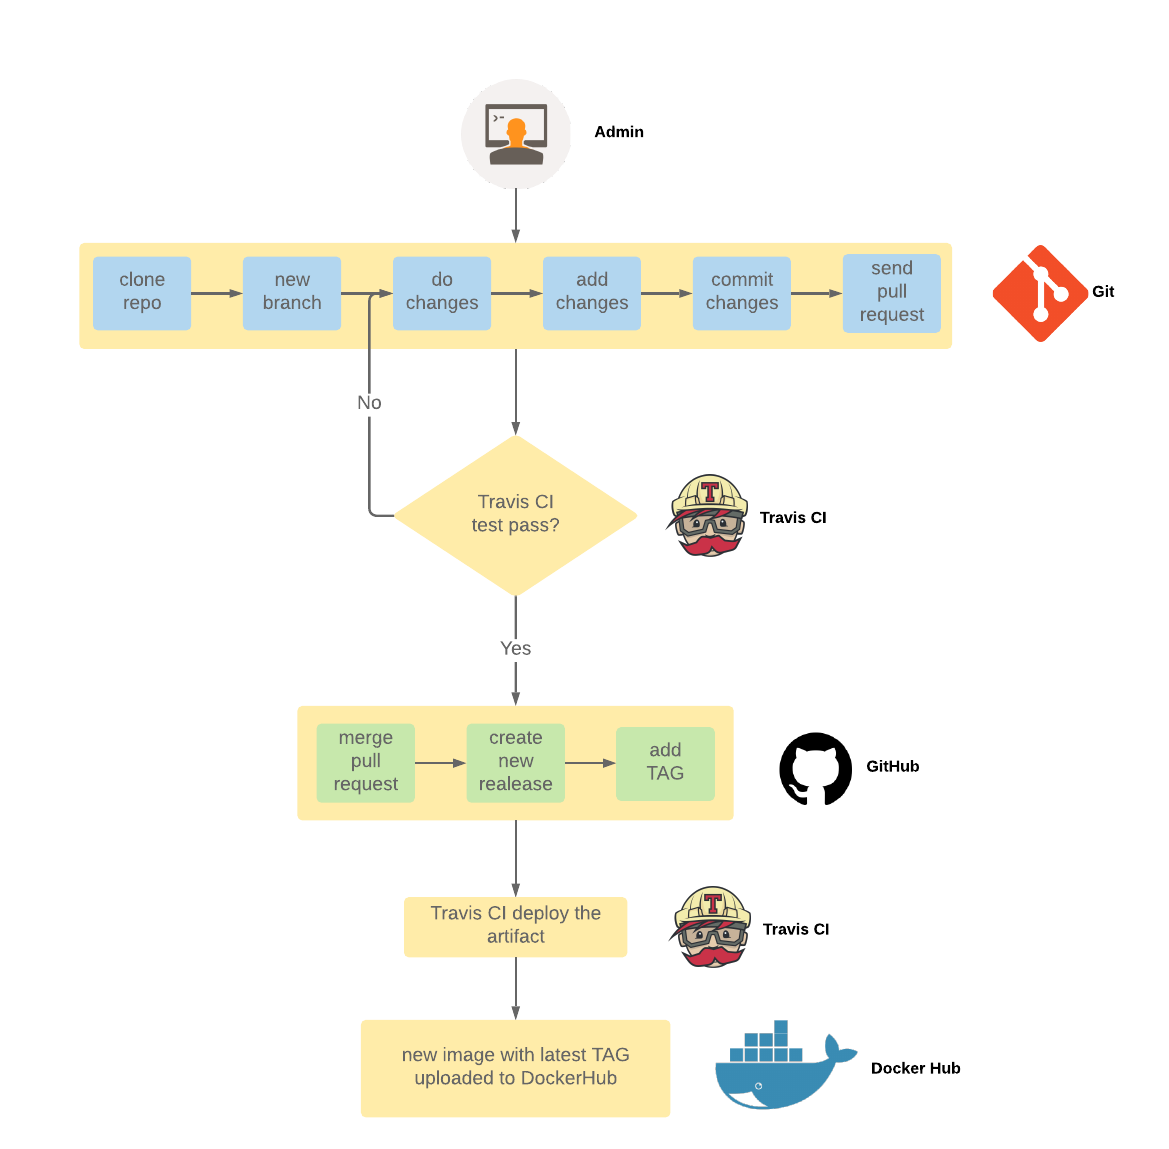 Admin
clone
repo
new
branch
do
changes
add
changes
commit
changes
send
pull
request
Git
No
Travis CI
test pass?
T
Travis CI
Yes
merge
pull
request
create
new
realease
add
TAG
GitHub
Travis CI deploy the
artifact
T
Travis CI
new image with latest TAG
uploaded to DockerHub
Docker Hub